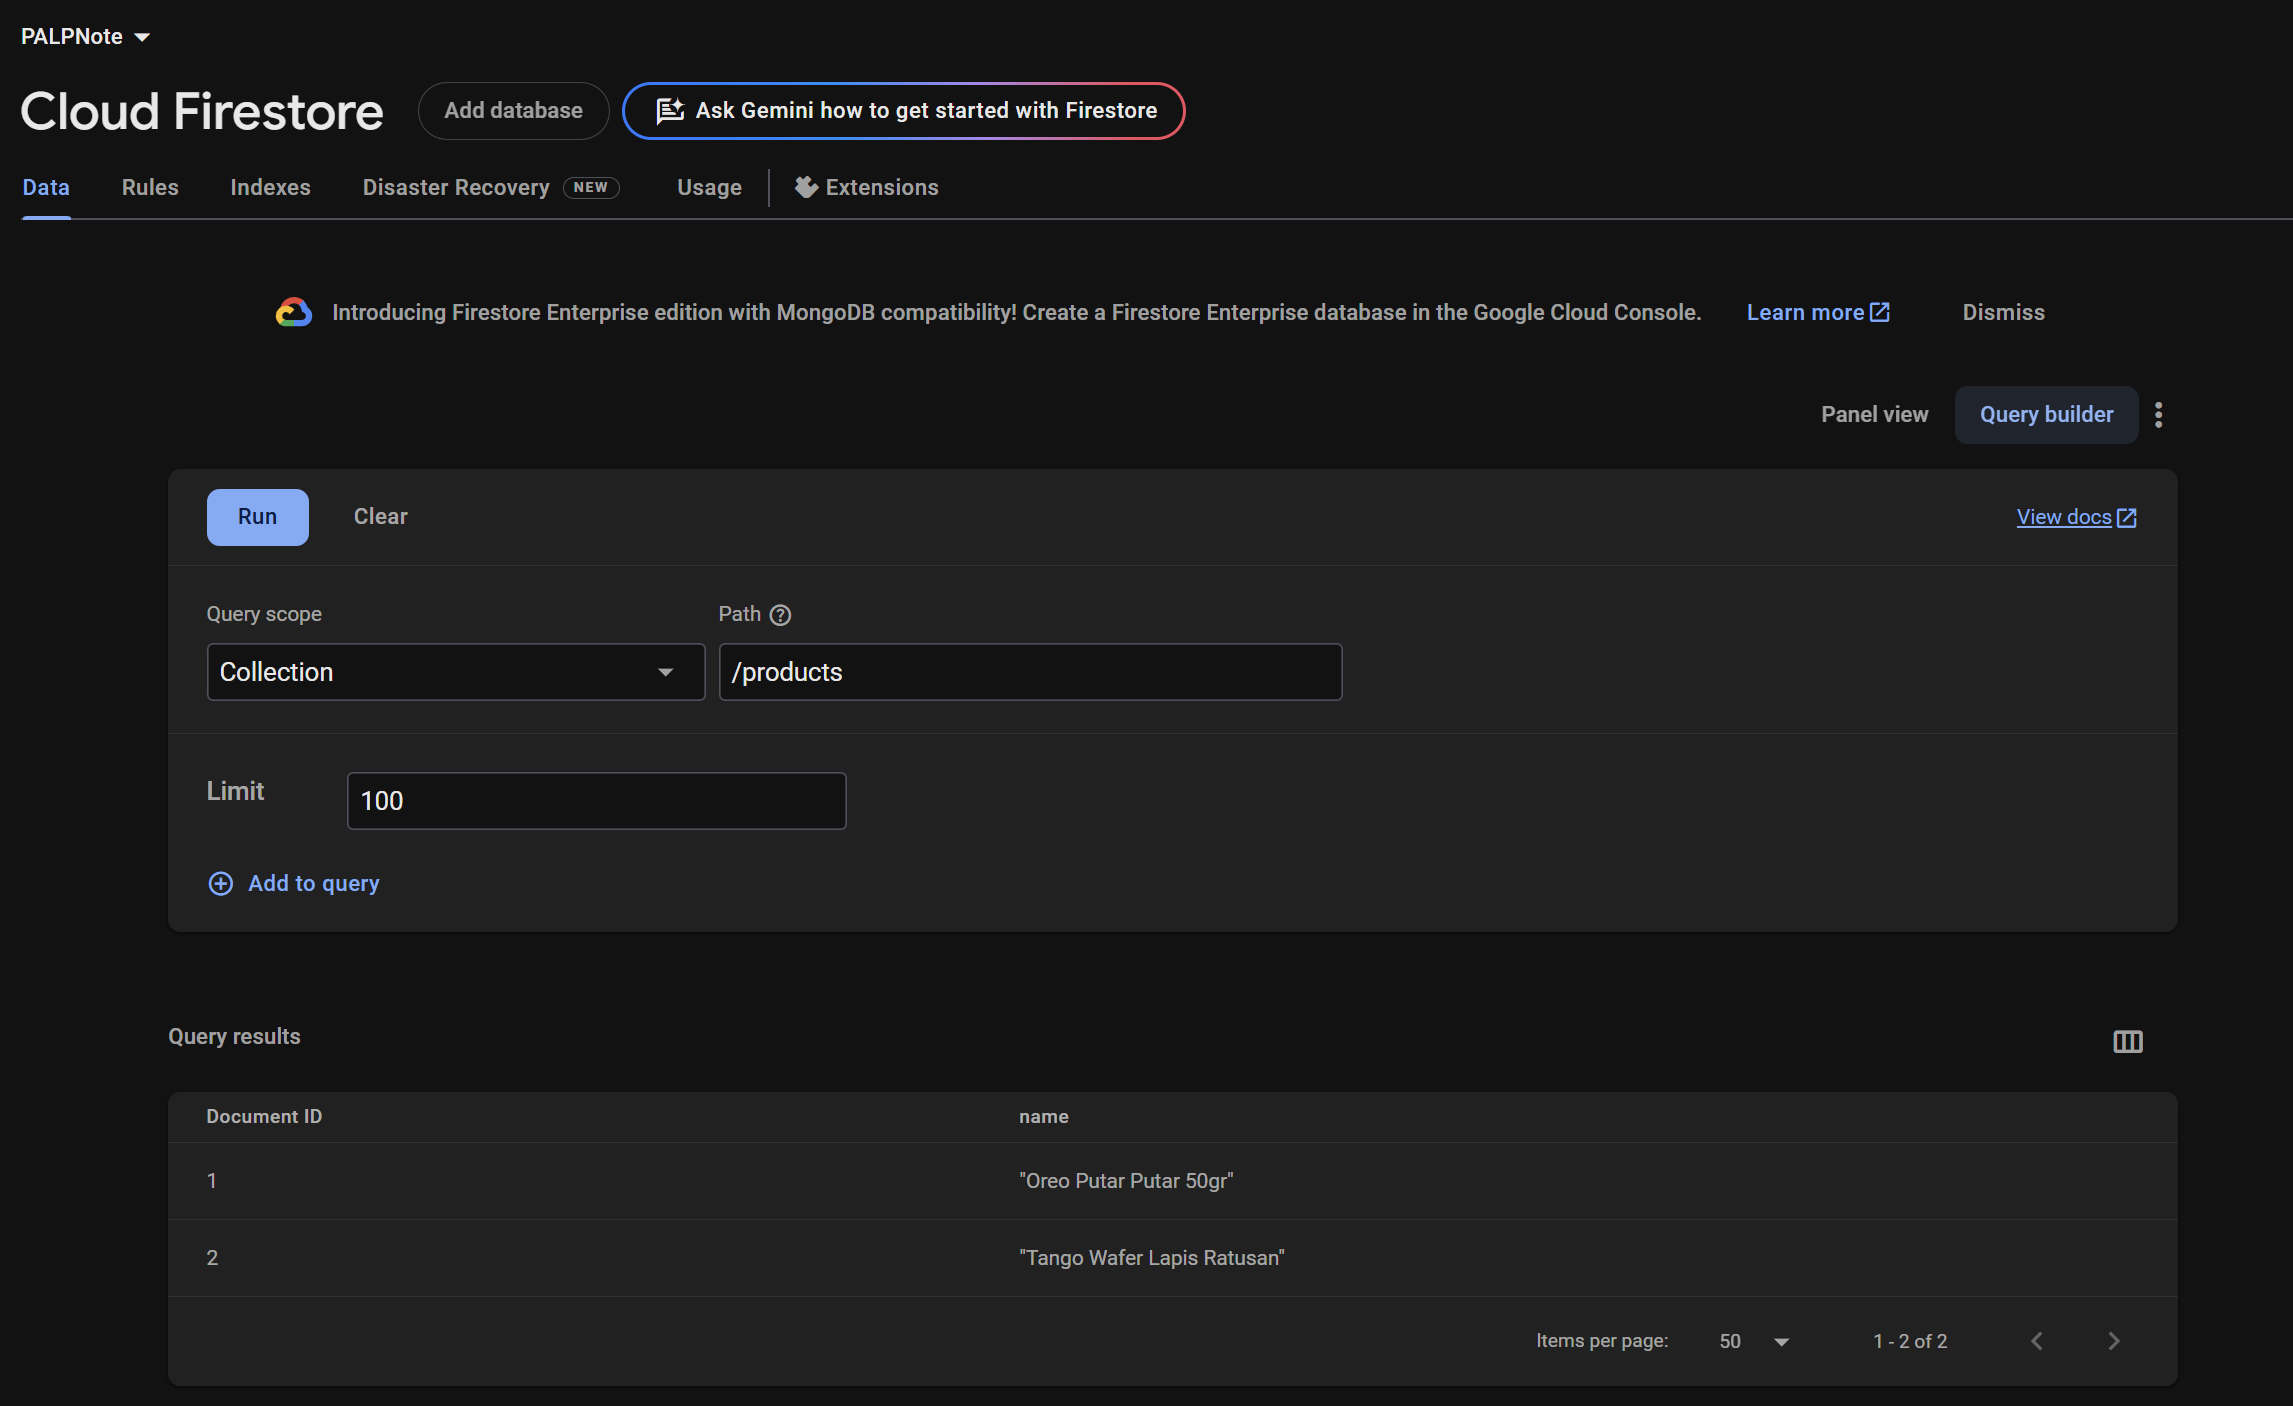 PALPNote
Cloud Firestore
Add database
Ask Gemini how to get started with Firestore
Data
Rules
Indexes
Disaster Recovery
NEW
Usage
Extensions
Introducing Firestore Enterprise edition with MongoDB compatibility! Create a Firestore Enterprise database in the Google Cloud Console.
Learn more
Dismiss
Panel view
Query builder
Run
Clear
View docs
Query scope
Path
Collection
/products
Limit
100
Add to query
Query results
Document ID
name
1
"Oreo Putar Putar 50gr"
2
"Tango Wafer Lapis Ratusan"
Items per page:
50
1 - 2 of 2